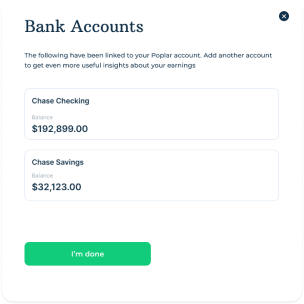 Bank Accounts
The following have been linked to your Poplar account. Add another account
to get even more useful insights about your earnings
Chase Checking
Balance
$192,899.00
Chase Savings
Balance
$32,123.00
I'm done